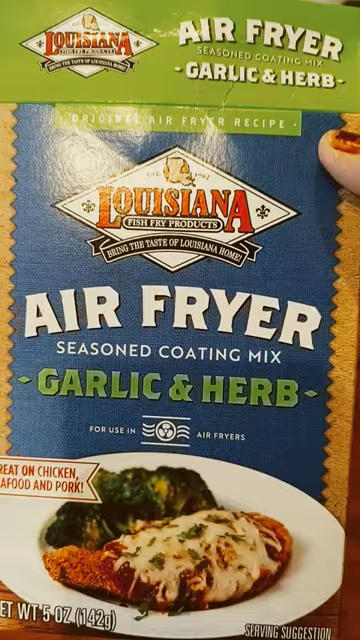 LOUISIANA
FISH FRY PRODUCTS
BRING THE TASTE OF LOUISIANA HOME!
AIR FRYER
SEASONED COATING MIX
-GARLIC & HERB-
ORIGINAL AIR FRYER RECIPE •
EST. 1982
LOUISIANA
FISH FRY PRODUCTS
BRING THE TASTE OF LOUISIANA HOME!
AIR FRYER
SEASONED COATING MIX
GARLIC & HERB
FOR USE IN AIR FRYERS
REAT ON CHICKEN,
AFOOD AND PORK!
ET WT 5 OZ (142g)
SERVING SUGGESTION